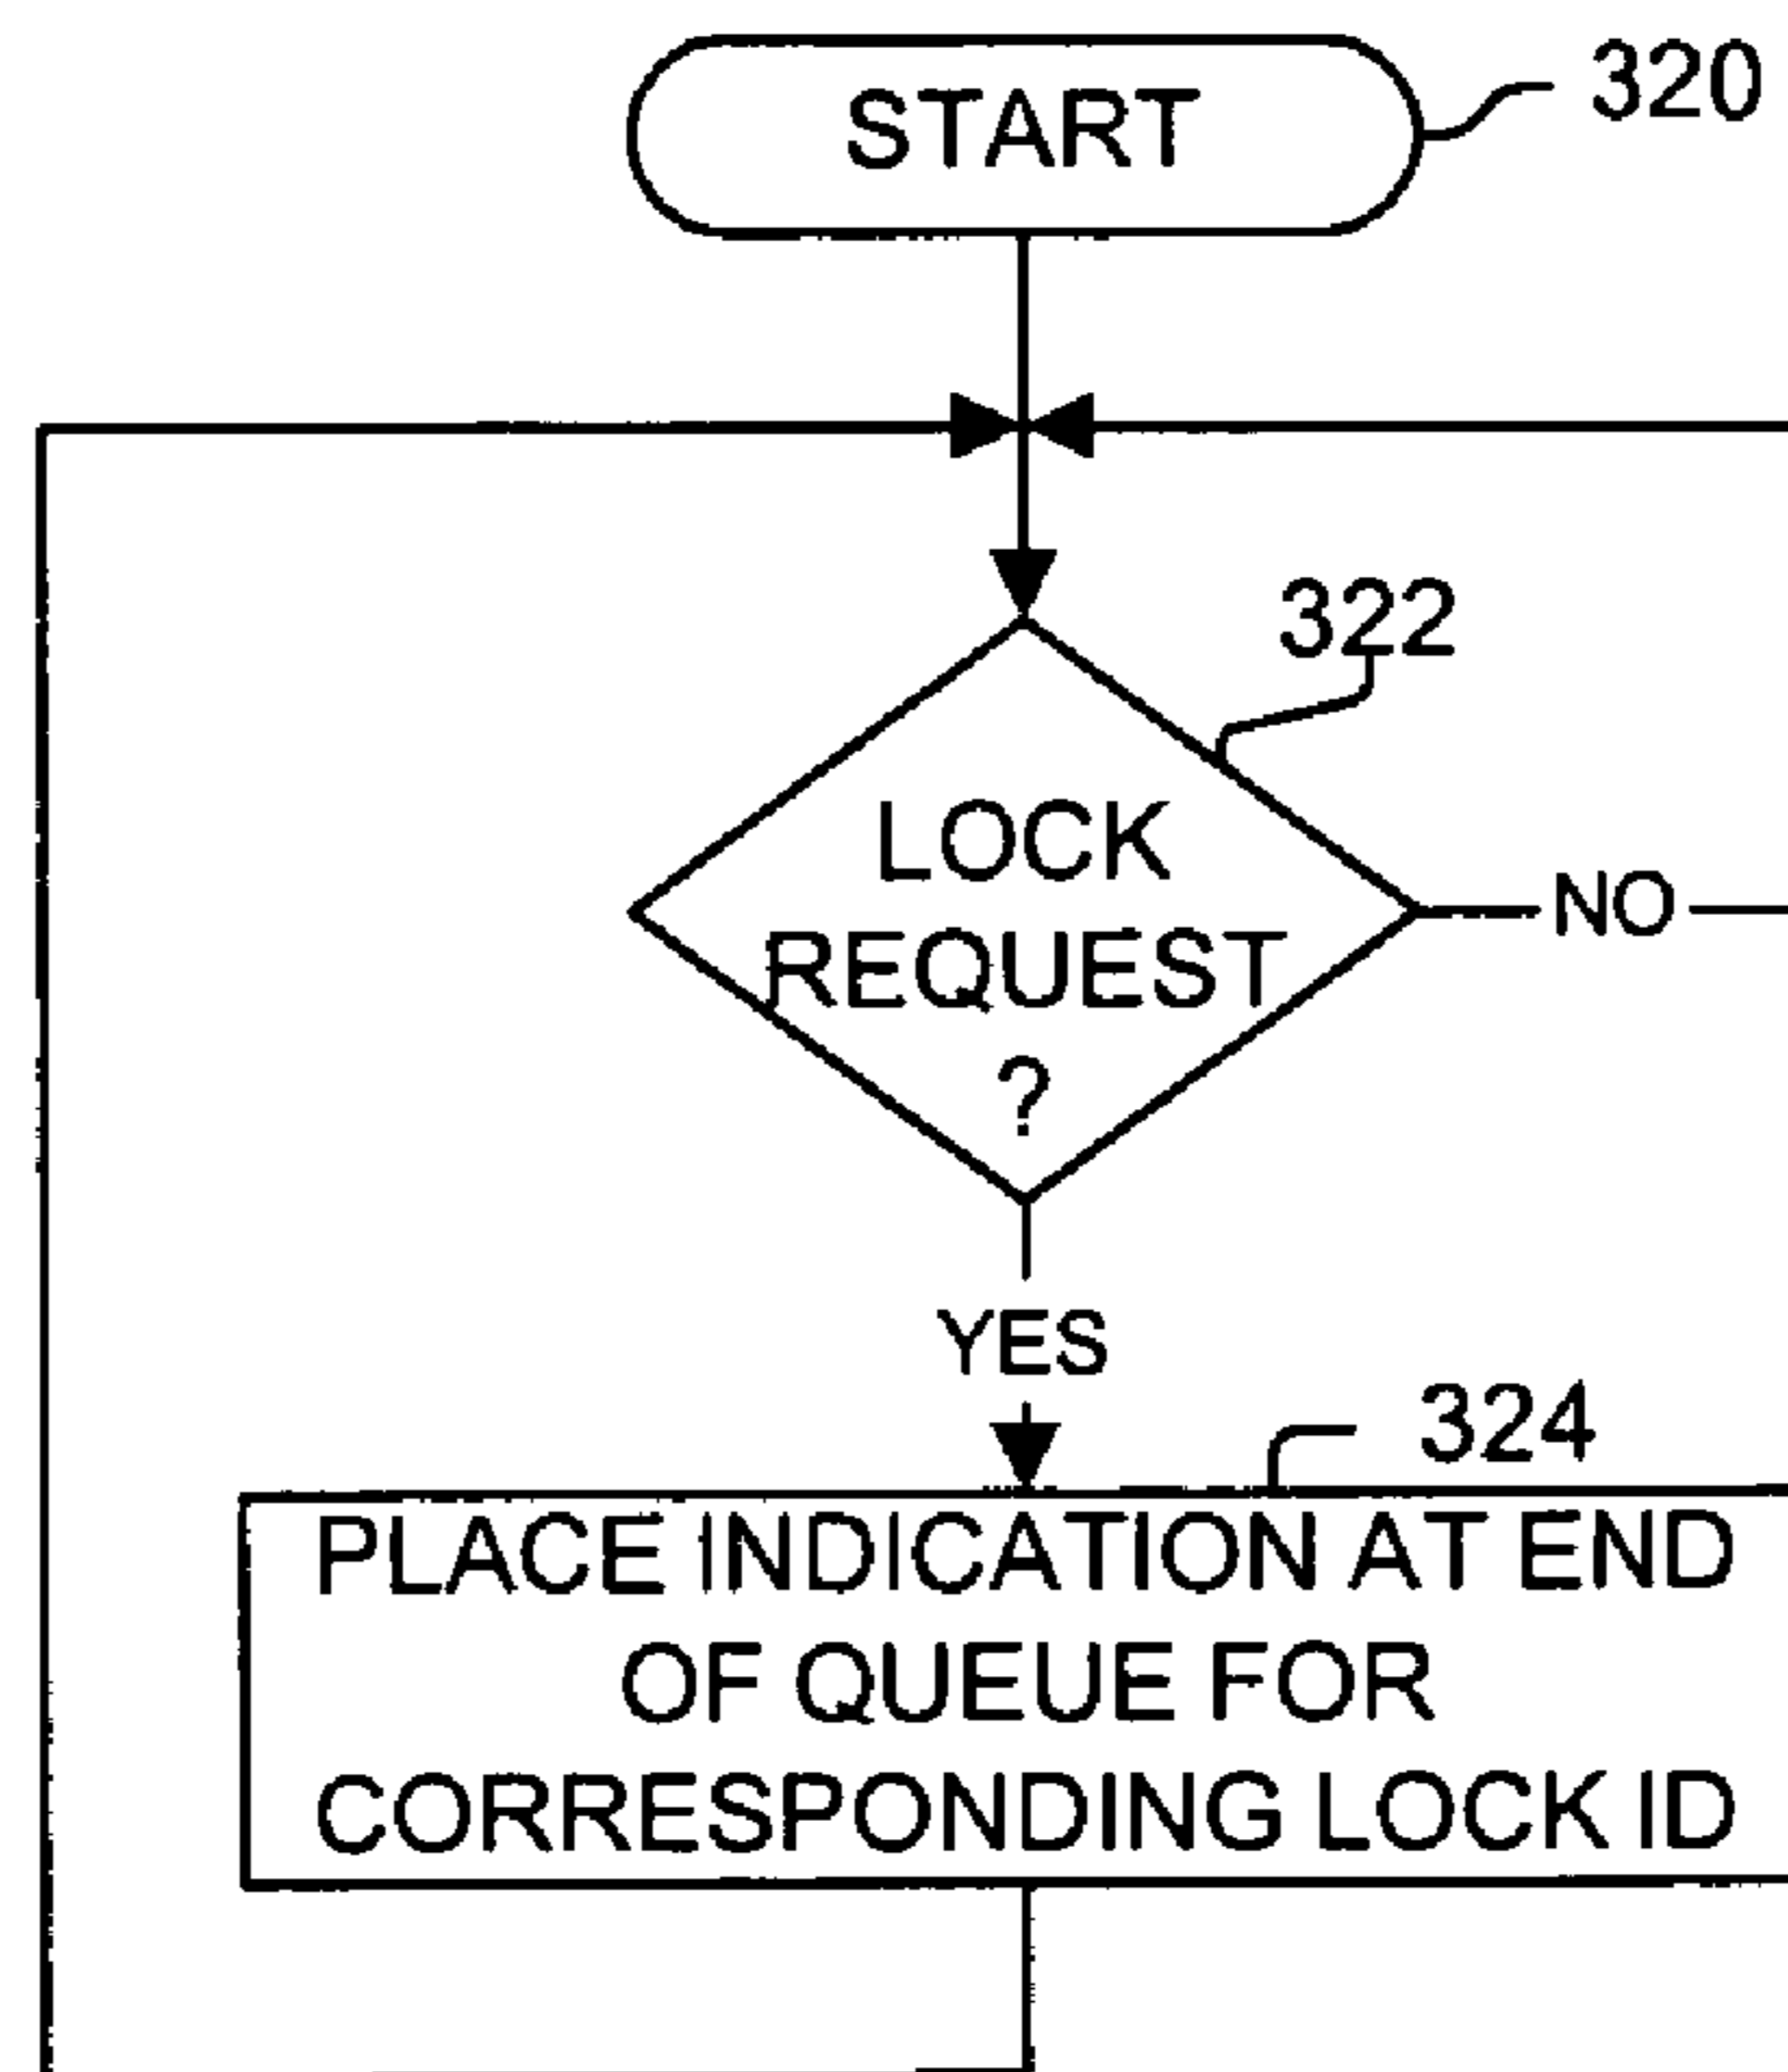 START
320
322
LOCK
REQUEST
?
NO
YES
324
PLACE INDICATION AT END
OF QUEUE FOR
CORRESPONDING LOCK ID